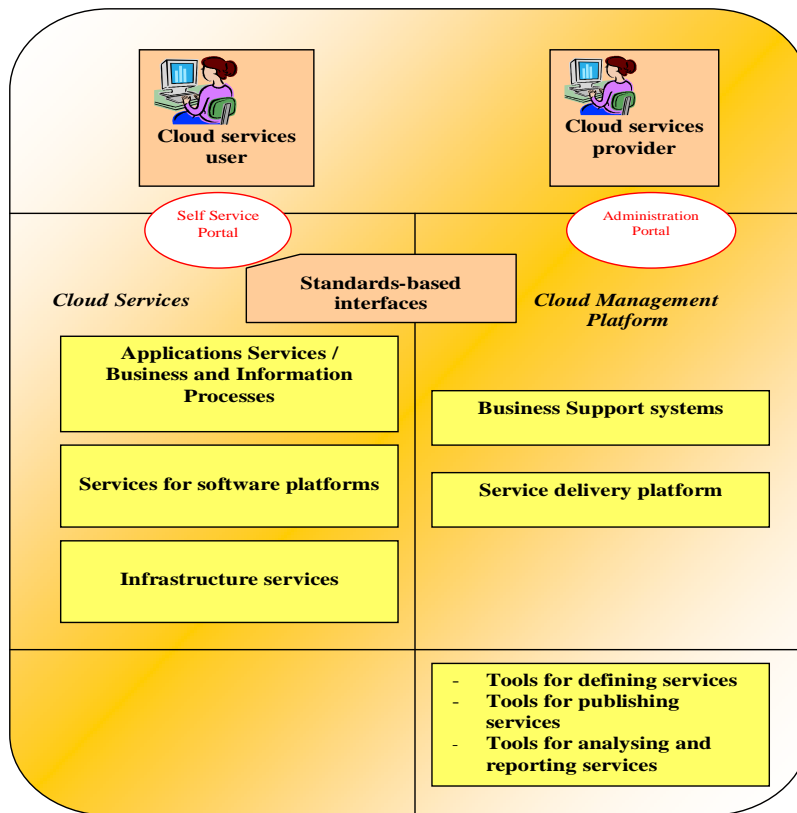 Cloud services
user
Cloud services
provider
Self Service
Portal
Administration
Portal
Standards-based
interfaces
Cloud Services
Cloud Management
Platform
Applications Services /
Business and Information
Processes
Services for software platforms
Infrastructure services
Business Support systems
Service delivery platform
- Tools for defining services
- Tools for publishing
services
- Tools for analysing and
reporting services